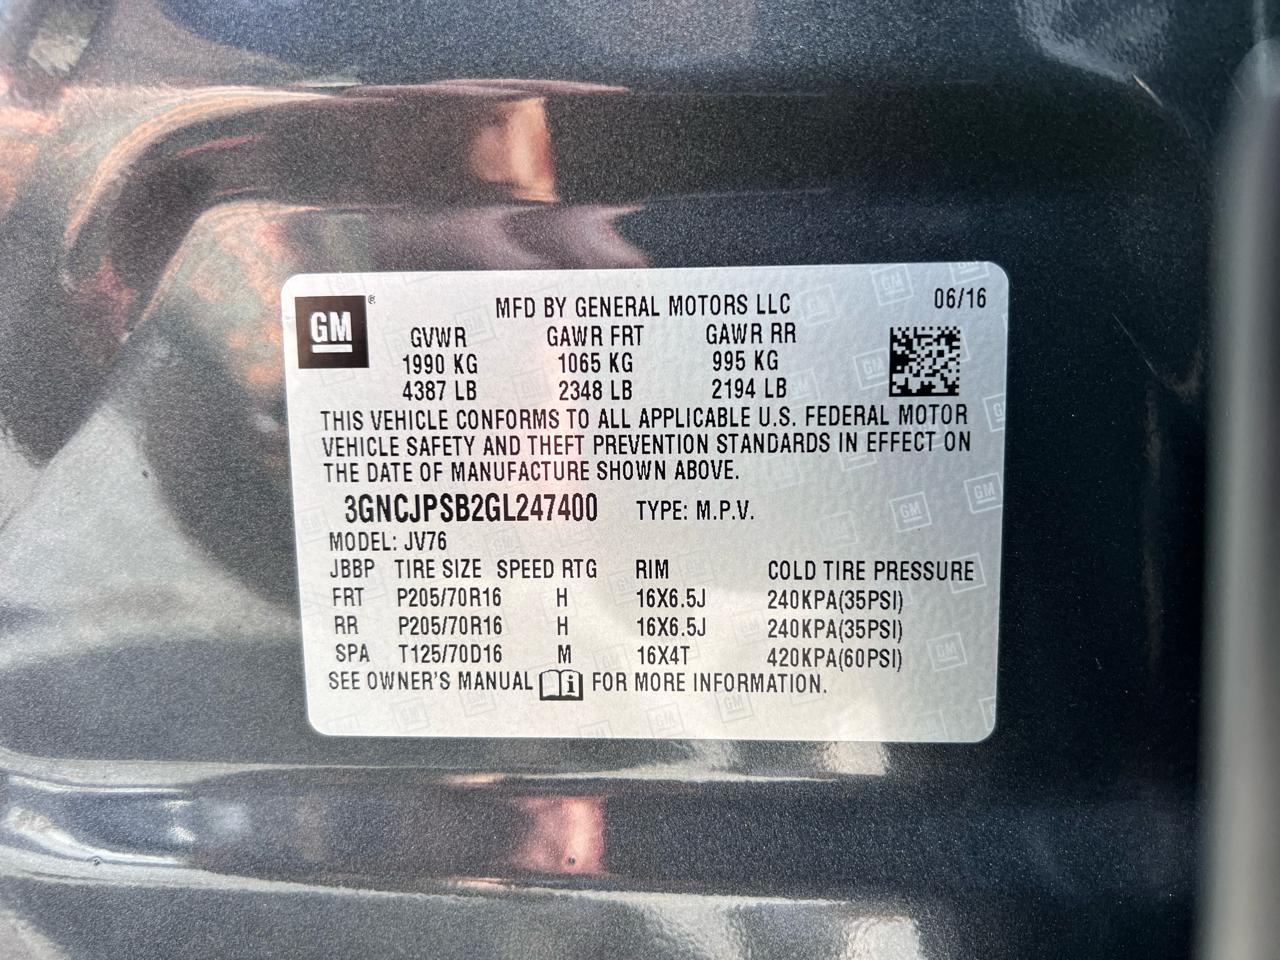 GM ®
MFD BY GENERAL MOTORS LLC 06/16
GVWR GAWR FRT GAWR RR
1990 KG 1065 KG 995 KG
4387 LB 2348 LB 2194 LB
THIS VEHICLE CONFORMS TO ALL APPLICABLE U.S. FEDERAL MOTOR
VEHICLE SAFETY AND THEFT PREVENTION STANDARDS IN EFFECT ON
THE DATE OF MANUFACTURE SHOWN ABOVE.
3GNCJPSB2GL247400 TYPE: M.P.V.
MODEL: JV76
JBBP TIRE SIZE SPEED RTG RIM COLD TIRE PRESSURE
FRT P205/70R16 H 16X6.5J 240KPA(35PSI)
RR P205/70R16 H 16X6.5J 240KPA(35PSI)
SPA T125/70D16 M 16X4T 420KPA(60PSI)
SEE OWNER'S MANUAL i FOR MORE INFORMATION.